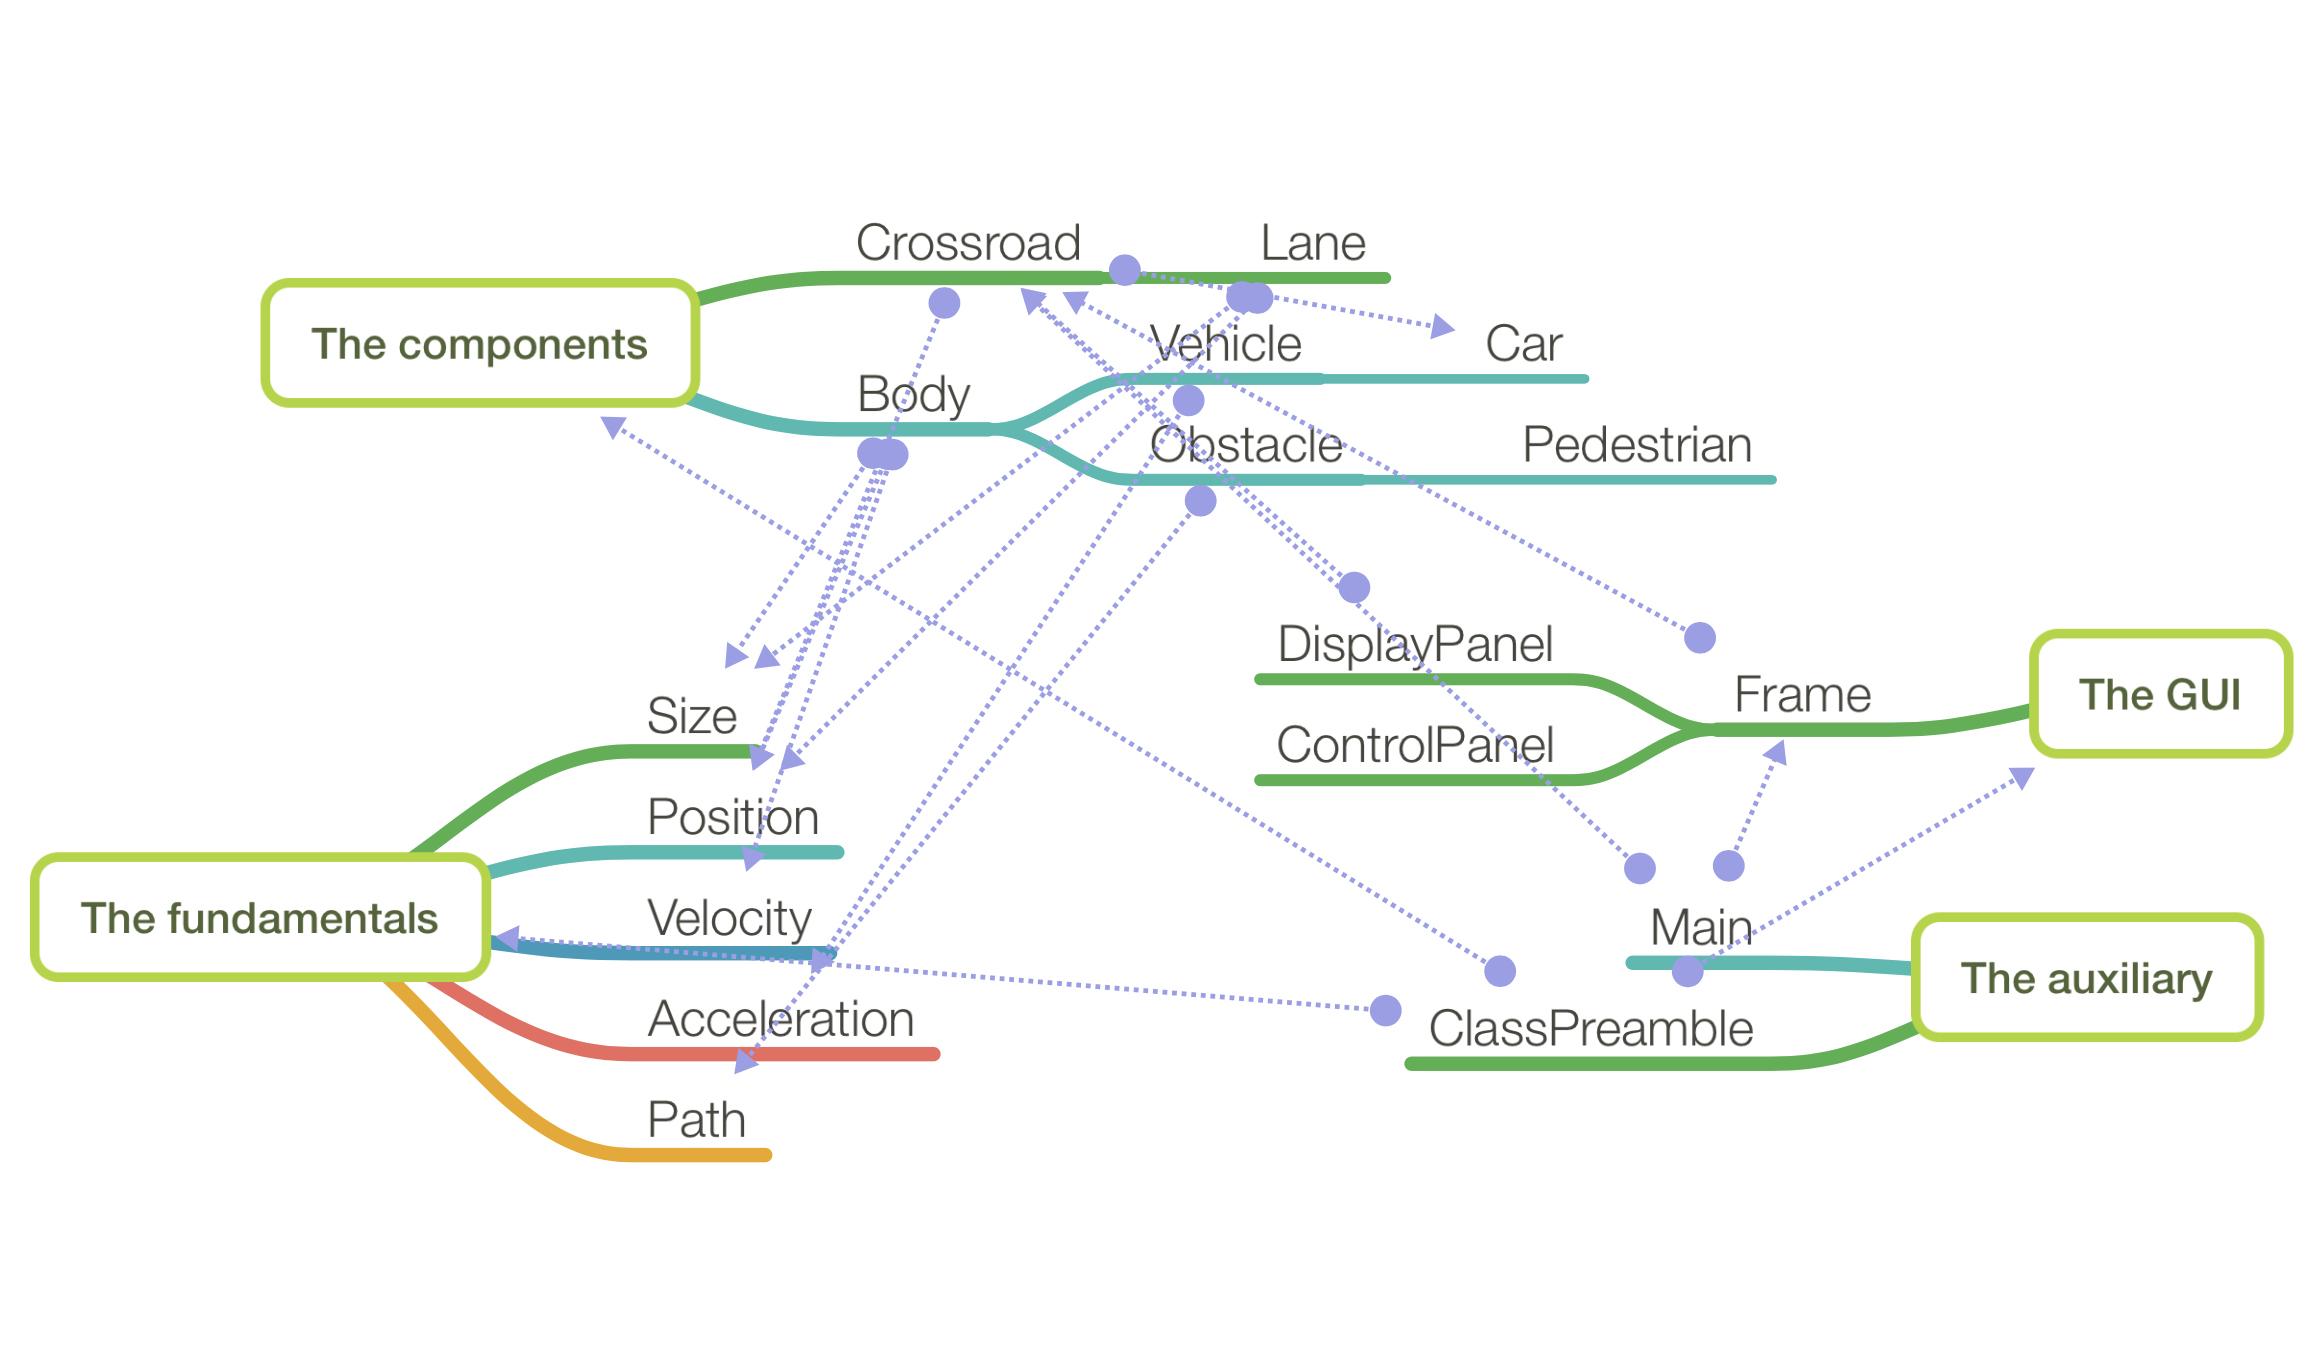 Crossroad
Lane
The components
Vehicle
Car
Body
Obstacle
Pedestrian
DisplayPanel
Frame
The GUI
ControlPanel
Size
Position
The fundamentals
Velocity
Acceleration
Path
Main
The auxiliary
ClassPreamble